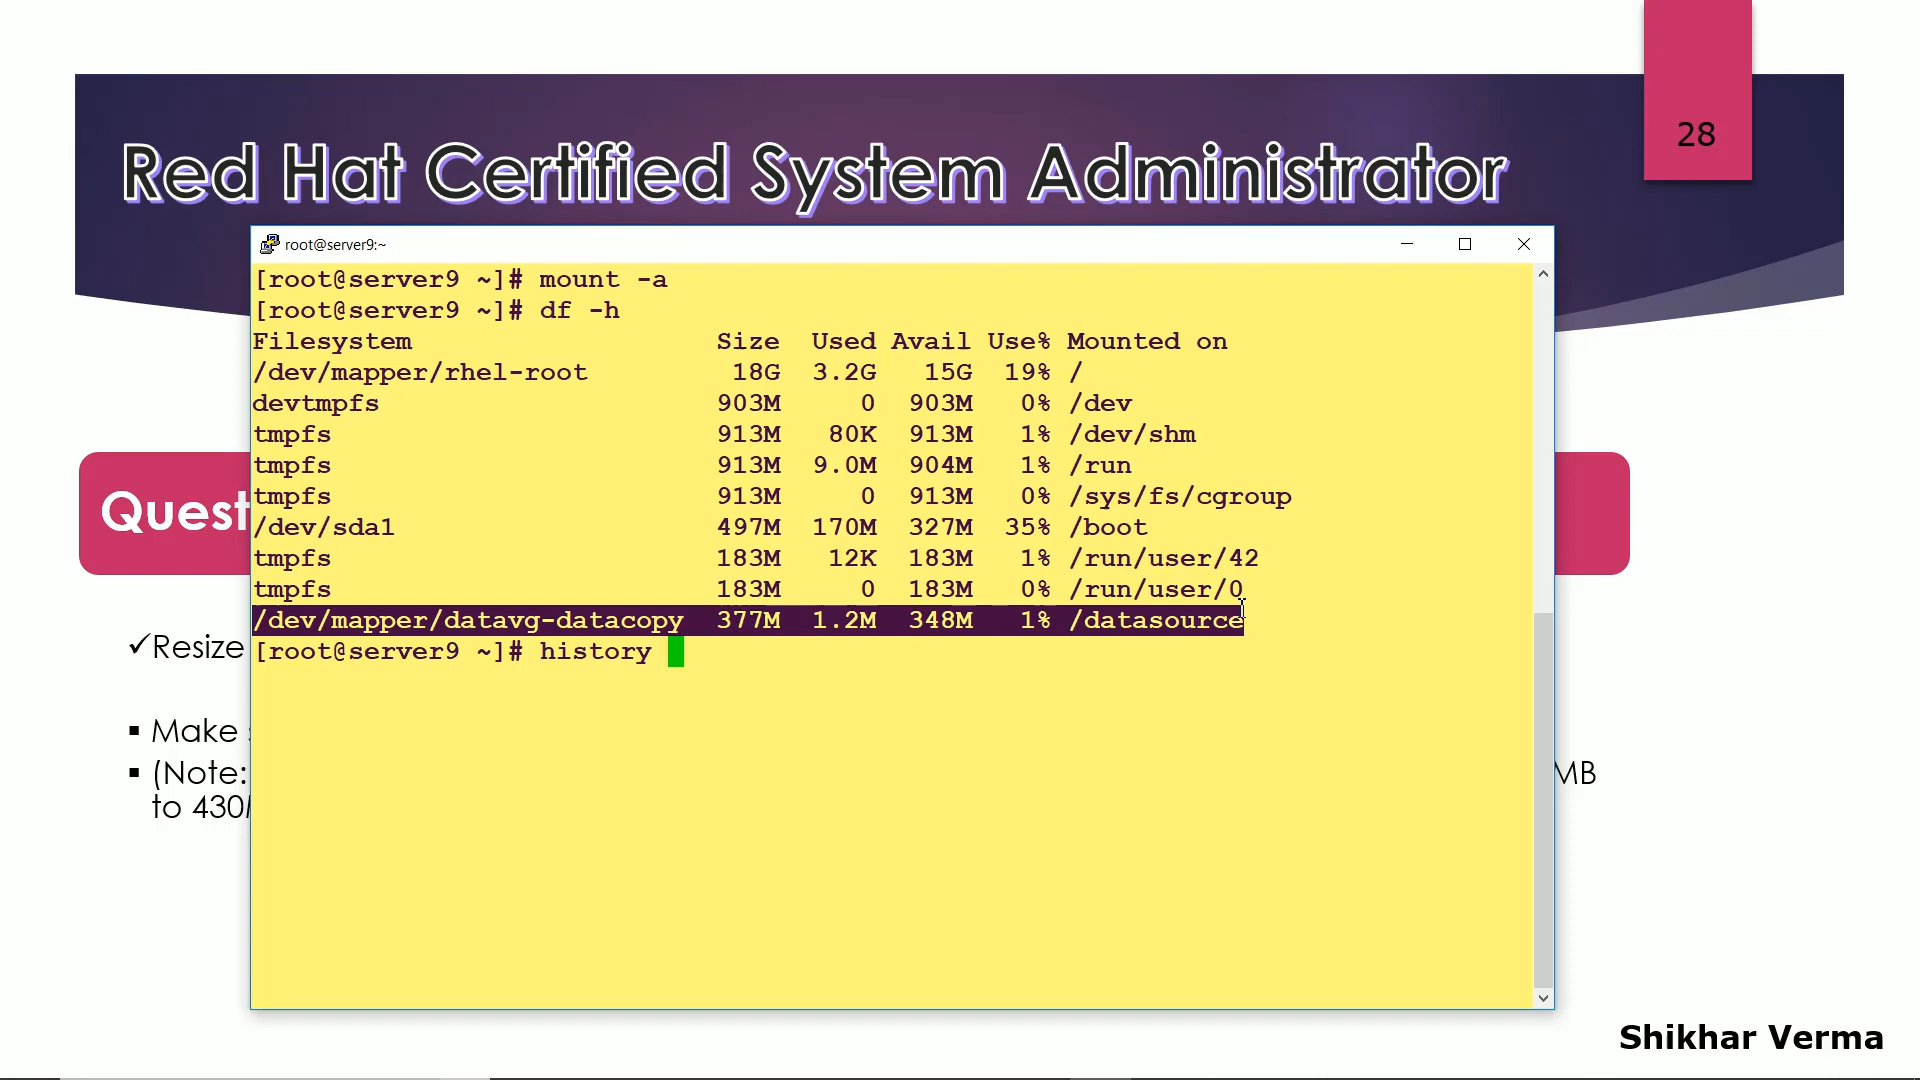 28
Red Hat Certified System Administrator
root@server9:~
[root@server9 ~]# mount -a
[root@server9 ~]# df -h
Filesystem Size Used Avail Use% Mounted on
/dev/mapper/rhel-root 18G 3.2G 15G 19% /
devtmpfs 903M 0 903M 0% /dev
tmpfs 913M 80K 913M 1% /dev/shm
tmpfs 913M 9.0M 904M 1% /run
tmpfs 913M 0 913M 0% /sys/fs/cgroup
/dev/sda1 497M 170M 327M 35% /boot
tmpfs 183M 12K 183M 1% /run/user/42
tmpfs 183M 0 183M 0% /run/user/0
/dev/mapper/datavg-datacopy 377M 1.2M 348M 1% /datasource
[root@server9 ~]# history
Quest
✓Resize
▪ Make
▪ (Note: MB
to 430
Shikhar Verma